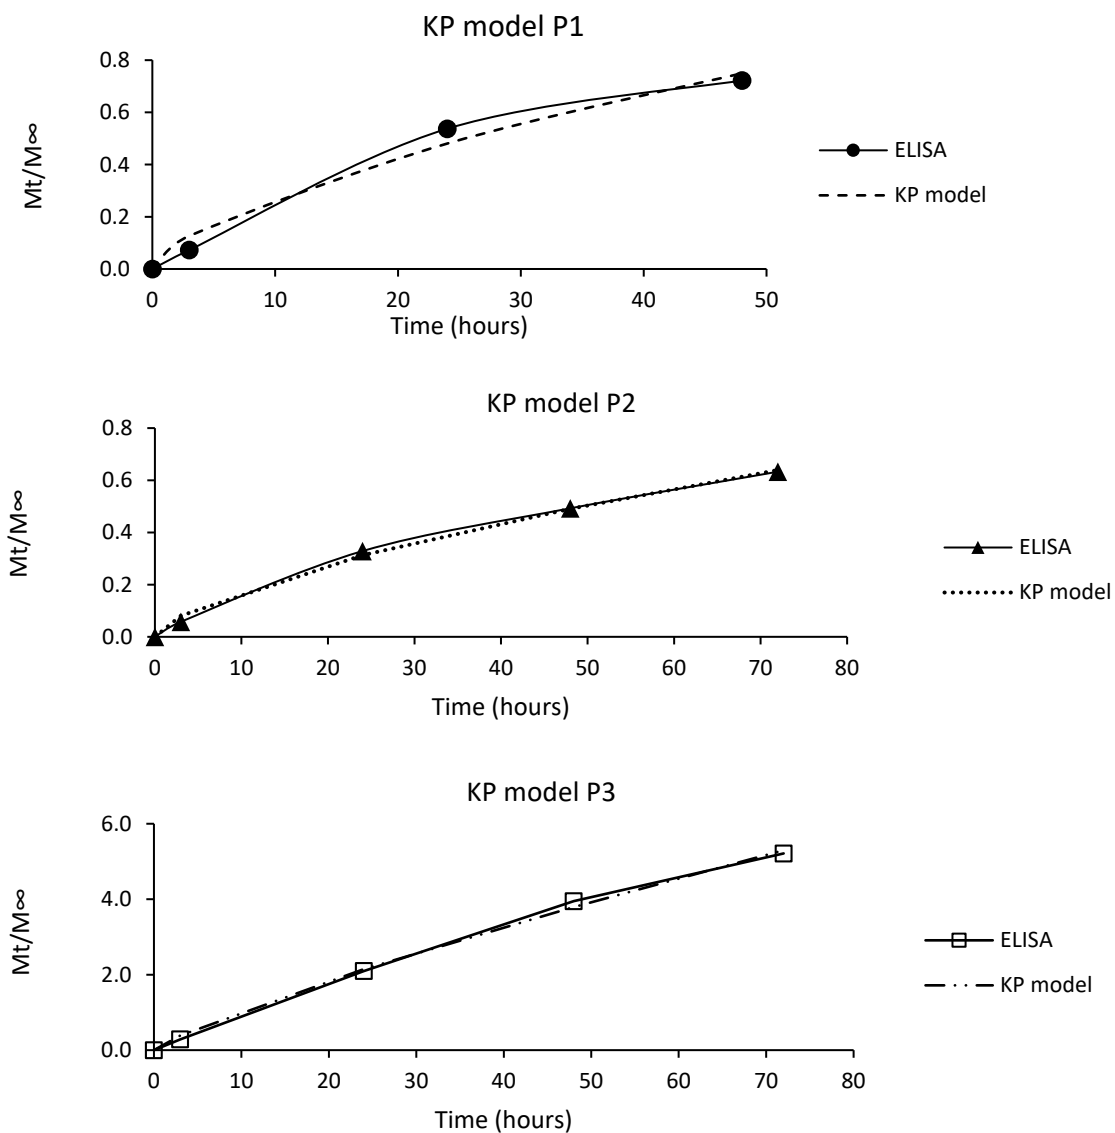 KP model P1
0.8
0.6
0.4
0.2
0.0
Mt/M∞
0 10 20 30 40 50
Time (hours)
ELISA
KP model
KP model P2
0.8
0.6
0.4
0.2
0.0
Mt/M∞
0 10 20 30 40 50 60 70 80
Time (hours)
ELISA
KP model
KP model P3
6.0
4.0
2.0
0.0
Mt/M∞
0 10 20 30 40 50 60 70 80
Time (hours)
ELISA
KP model